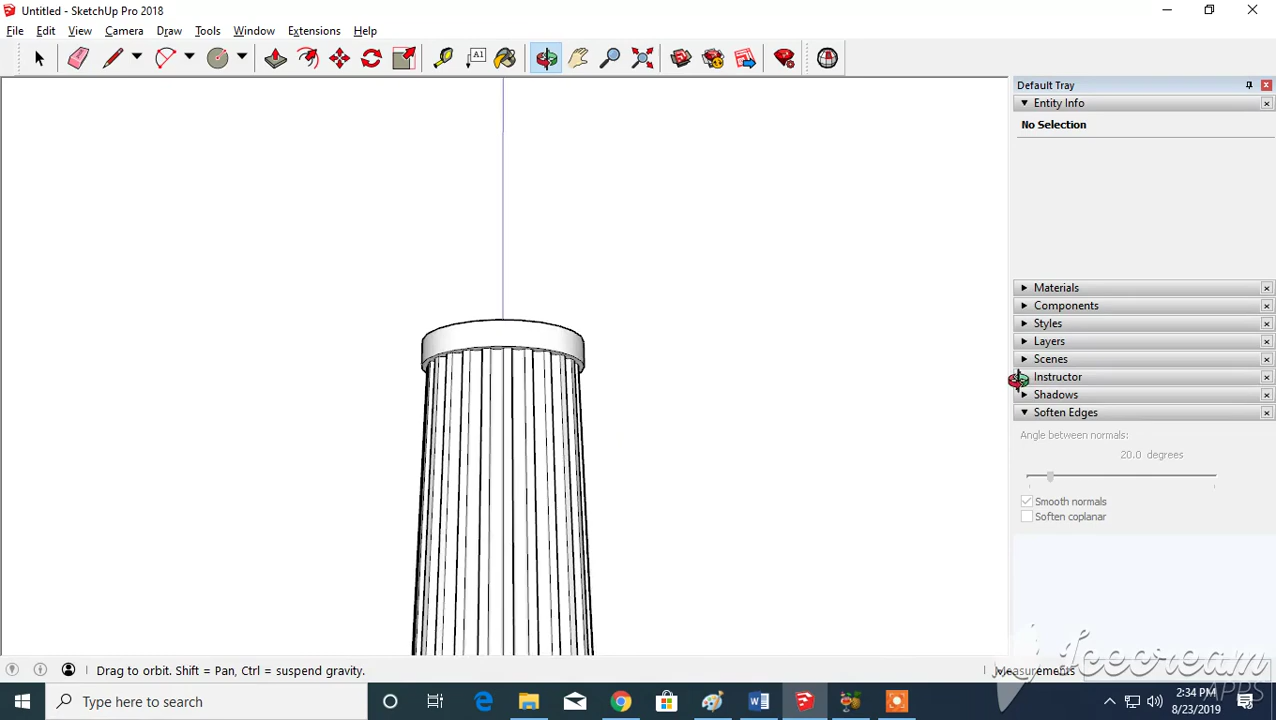 Untitled - SketchUp Pro 2018
File Edit View Camera Draw Tools Window Extensions Help
A1
Default Tray
Entity Info
No Selection
Materials
Components
Styles
Layers
Scenes
Instructor
Shadows
Soften Edges
Angle between normals:
20.0 degrees
Smooth normals
Soften coplanar
Drag to orbit. Shift = Pan, Ctrl = suspend gravity.
Measurements
Icecream
APPS
Type here to search
2:34 PM
8/23/2019